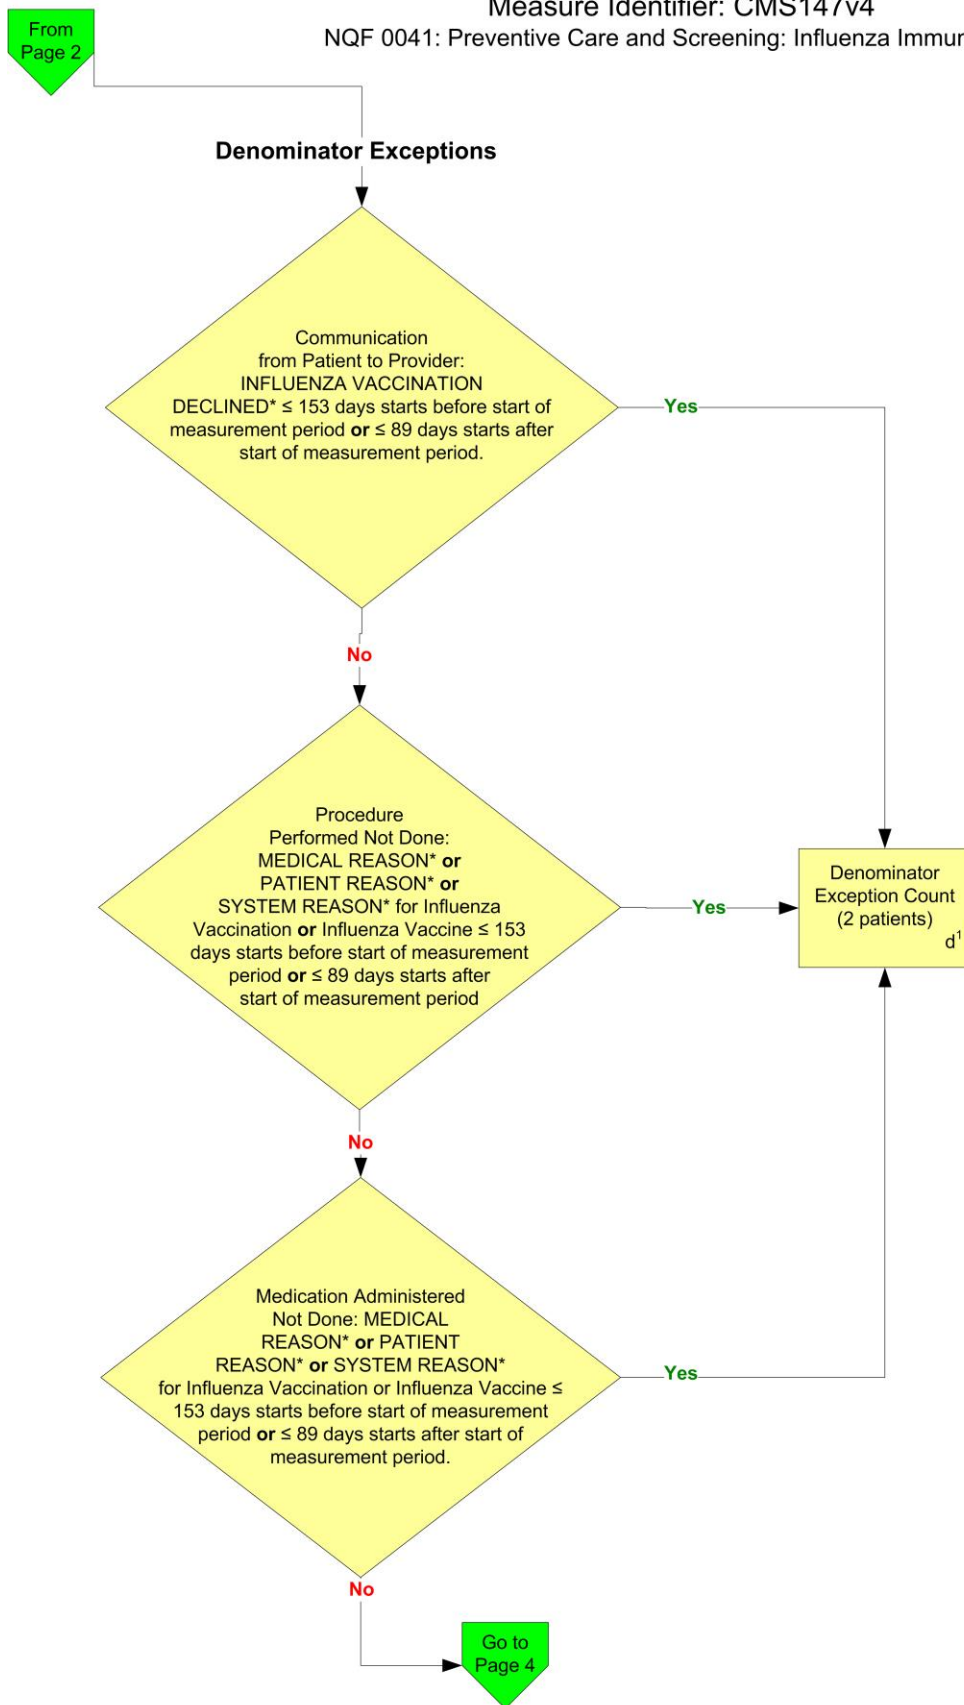 Measure Identifier: CMS147v4
NQF 0041: Preventive Care and Screening: Influenza
From
Page 2
Denominator Exceptions
Communication
from Patient to Provider:
INFLUENZA VACCINATION
DECLINED* ≤ 153 days starts before start of
measurement period or ≤ 89 days starts after
start of measurement period.
Yes
No
Procedure
Performed Not Done:
MEDICAL REASON* or
PATIENT REASON* or
SYSTEM REASON* for Influenza
Vaccination or Influenza Vaccine ≤ 153
days starts before start of measurement
period or ≤ 89 days starts after
start of measurement period
Yes
Denominator
Exception Count
(2 patients)
d¹
No
Medication Administered
Not Done: MEDICAL
REASON* or PATIENT
REASON* or SYSTEM REASON*
for Influenza Vaccination or Influenza Vaccine ≤
153 days starts before start of measurement
period or ≤ 89 days starts after start of
measurement period.
Yes
No
Go to
Page 4